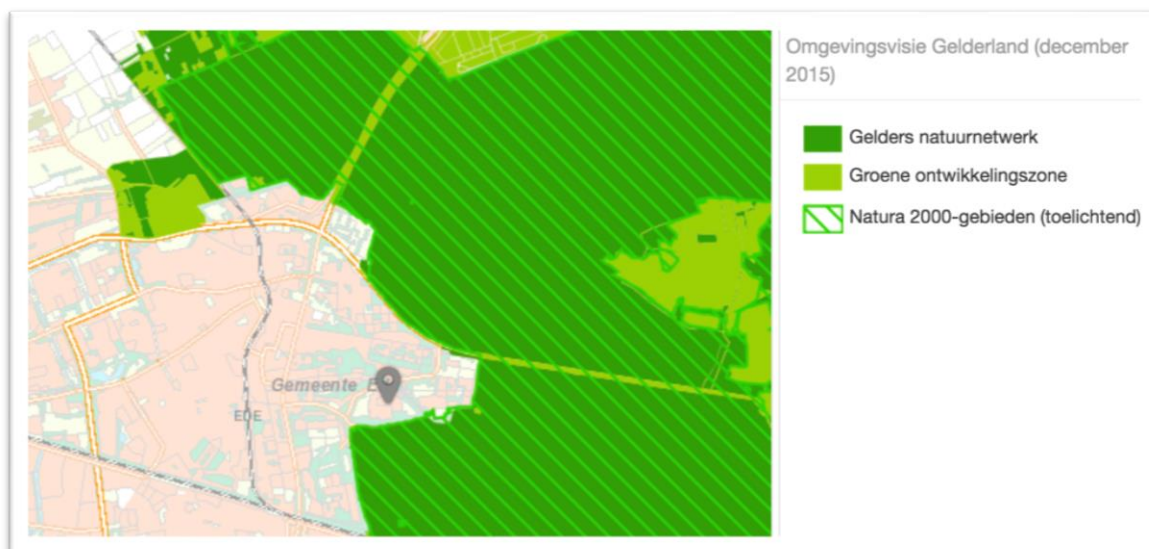 Omgevingsvisie Gelderland (december
2015)
Gelders natuurnetwerk
Groene ontwikkelingszone
Natura 2000-gebieden (toelichtend)
Gemeente E
EDE